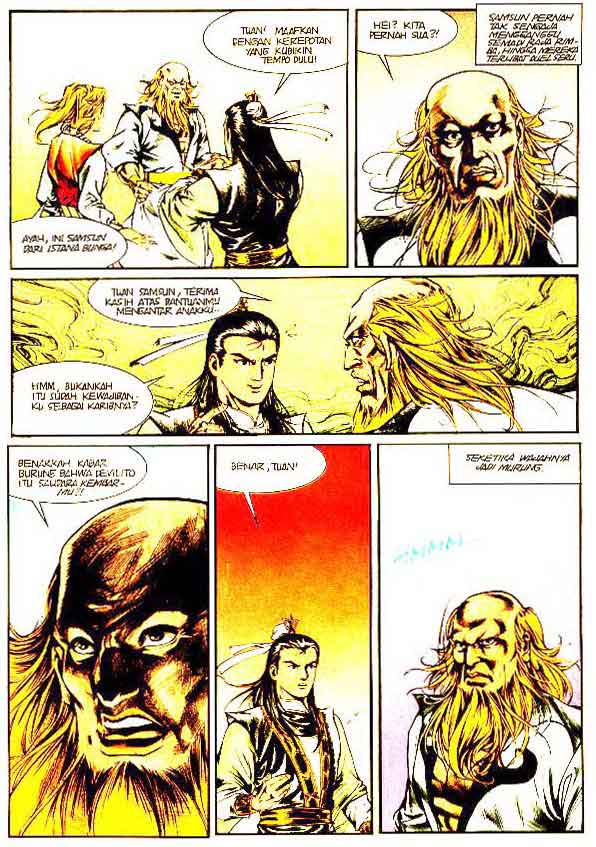 TUAN! MAAFKAN
DENGAN KEREPOTAN
YANG KUBIKIN
TEMPO DULU!
AYAH, INI SAMSUN
DARI ISTANA BUNGA!
HEI? KITA
PERNAH SUA?!
SAMSUN PERNAH
TAK SENGAJA
MENGGANGGU
SEMADI RAJA RIM-
BA, HINGGA MEREKA
TERLIBAT DUEL SERU.
TUAN SAMSUN, TERIMA
KASIH ATAS BANTUANMU
MENGANTAR ANAKKU..
HMM, BUKANKAH
ITU SUDAH KEWAJIBAN-
KU SEBAGAI KARIBNYA?
BENARKAH KABAR
BURUNG BAHWA DEVILITO
ITU SAUDARA KEMBAR-
MU?!
BENAR, TUAN!
SEKETIKA WAJAHNYA
JADI MURUNG.